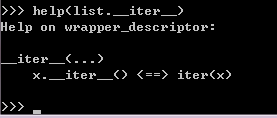 >>> help(list.__iter__)
Help on wrapper_descriptor:

__iter__(...)
    x.__iter__() <==> iter(x)

>>>